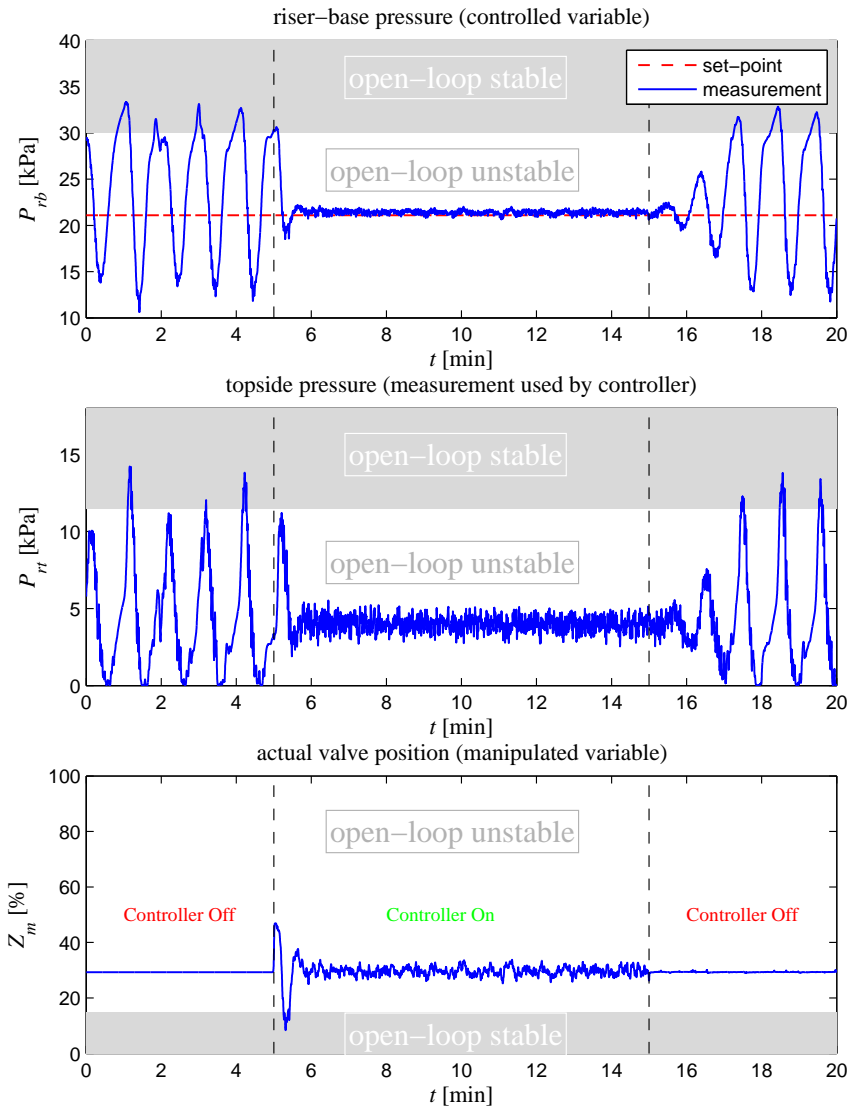 riser−base pressure (controlled variable)
40
35
30
25
20
15
10
P_rb [kPa]
open−loop stable
open−loop unstable
set−point
measurement
0 2 4 6 8 10 12 14 16 18 20
t [min]
topside pressure (measurement used by controller)
15
10
5
0
P_rt [kPa]
open−loop stable
open−loop unstable
0 2 4 6 8 10 12 14 16 18 20
t [min]
actual valve position (manipulated variable)
100
80
60
40
20
0
Z_m [%]
open−loop unstable
Controller Off
Controller On
Controller Off
open−loop stable
0 2 4 6 8 10 12 14 16 18 20
t [min]